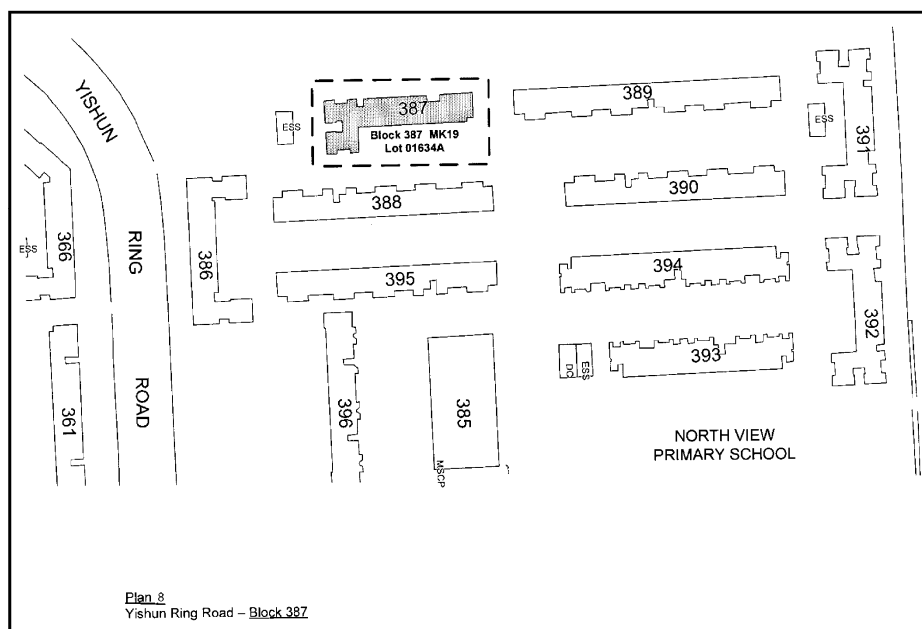 YISHUN
RING
ROAD
387
Block 387 MK19
Lot 01634A
ESS
389
391
ESS
388
390
366
ESS
386
395
394
392
393
DC
ESS
361
396
385
MSCP
NORTH VIEW
PRIMARY SCHOOL
Plan 8
Yishun Ring Road – Block 387